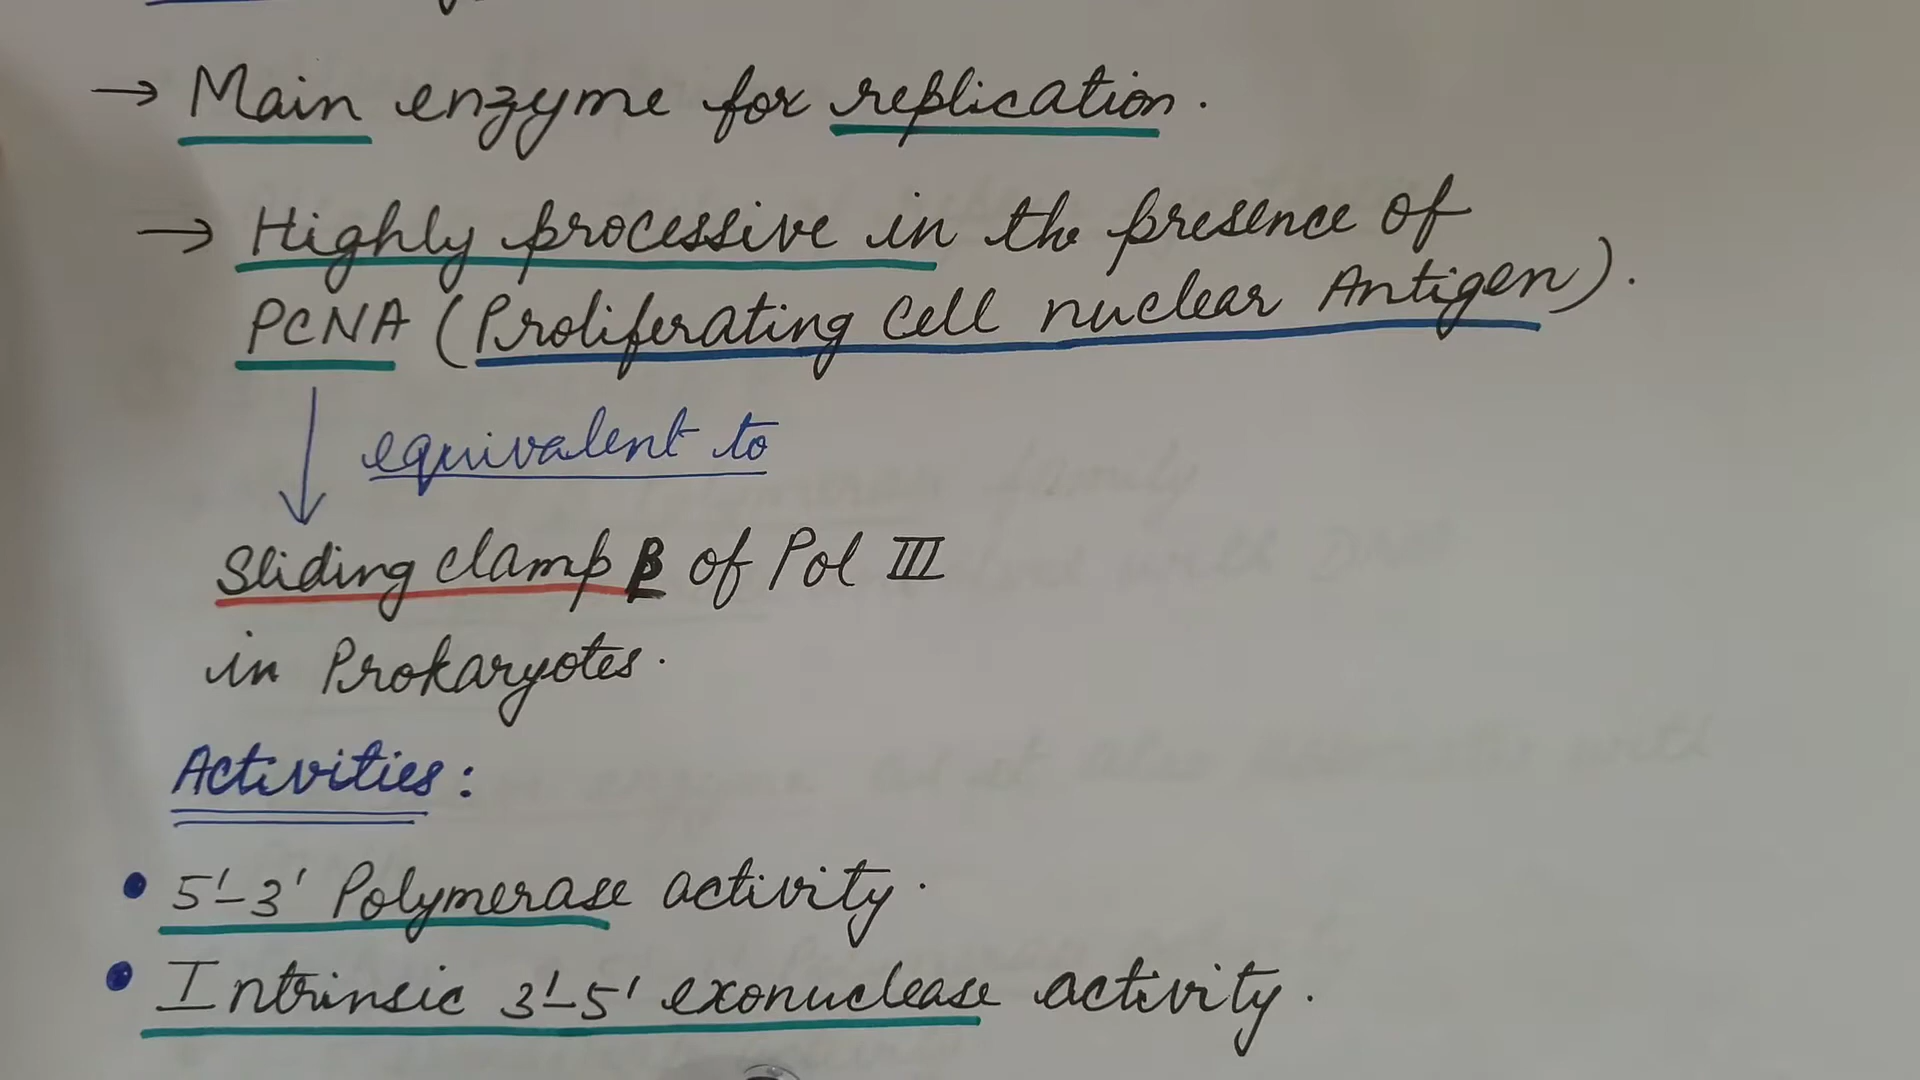 → Main enzyme for replication.
→ Highly processive in the presence of
PCNA (Proliferating Cell nuclear Antigen).
↓ equivalent to
Sliding clamp β of Pol III
in Prokaryotes.
Activities:
• 5'-3' Polymerase activity.
• Intrinsic 3'-5' exonuclease activity.